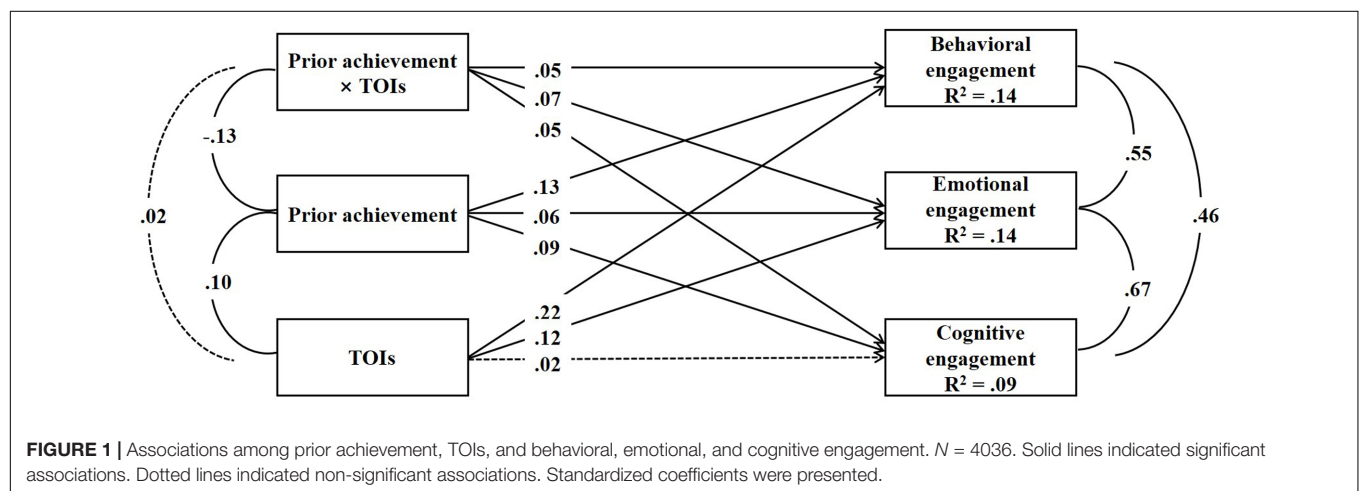 Prior achievement
× TOIs
Prior achievement
TOIs
-.13
.02
.10
.05
.07
.05
.13
.06
.09
.22
.12
.02
Behavioral
engagement
R² = .14
Emotional
engagement
R² = .14
Cognitive
engagement
R² = .09
.55
.46
.67
FIGURE 1 | Associations among prior achievement, TOIs, and behavioral, emotional, and cognitive engagement. N = 4036. Solid lines indicated significant
associations. Dotted lines indicated non-significant associations. Standardized coefficients were presented.